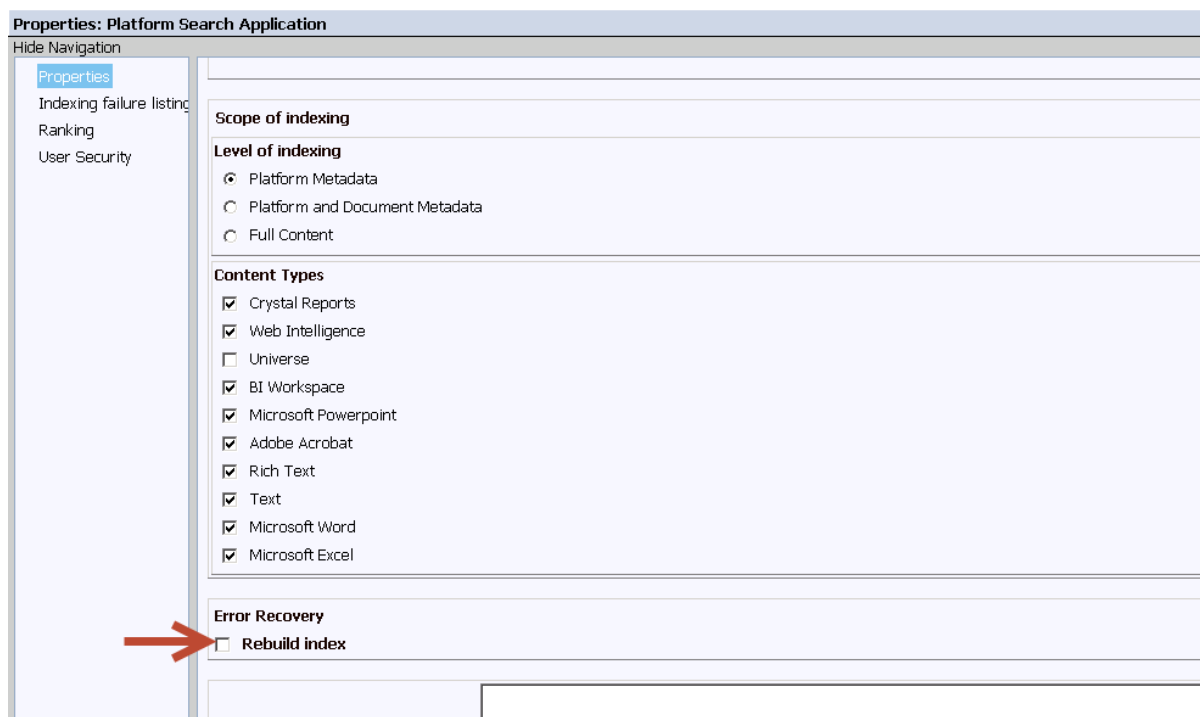 Properties: Platform Search Application
Hide Navigation
Properties
Indexing failure listing
Ranking
User Security
Scope of indexing
Level of indexing
Platform Metadata
Platform and Document Metadata
Full Content
Content Types
Crystal Reports
Web Intelligence
Universe
BI Workspace
Microsoft Powerpoint
Adobe Acrobat
Rich Text
Text
Microsoft Word
Microsoft Excel
Error Recovery
Rebuild index